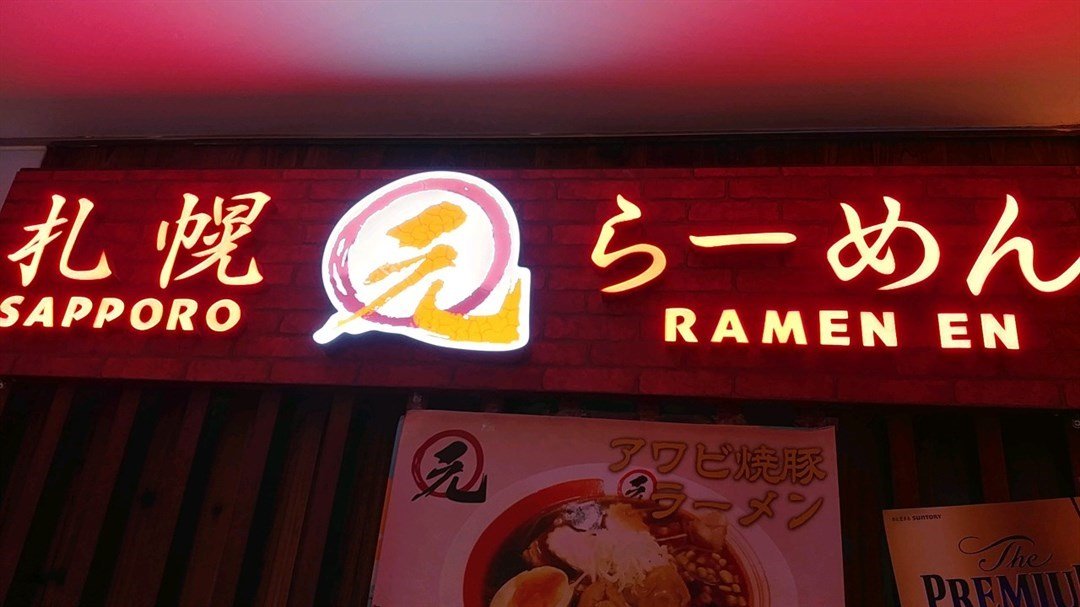 札幌 元 らーめん
SAPPORO RAMEN EN
元
アワビ焼豚
元
ラーメン
SUNTORY
The
PREMIUM